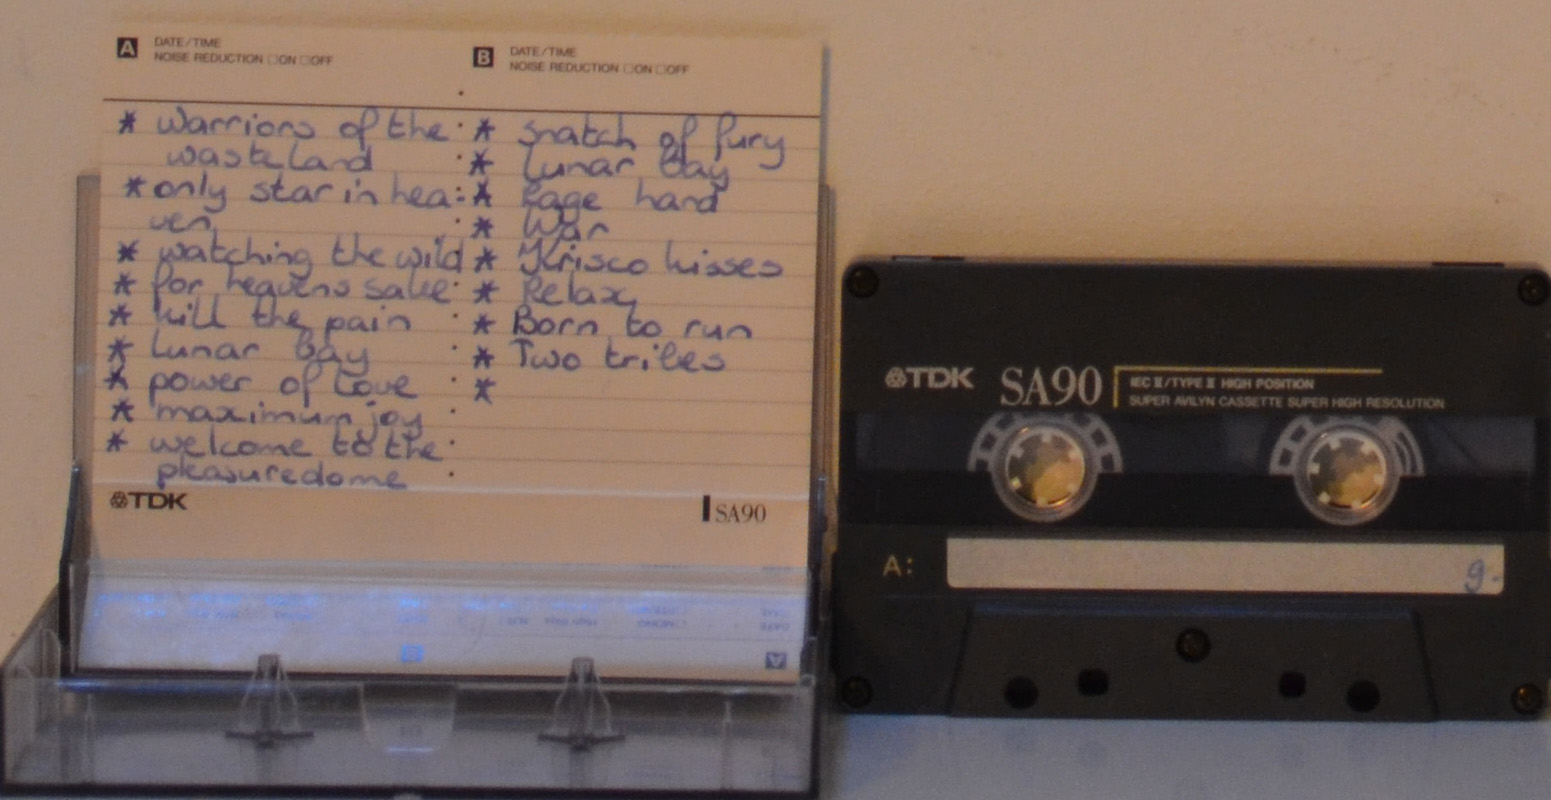 A DATE/TIME
NOISE REDUCTION □ON □OFF
* warriors of the
wasteland
* only star in hea
ven
* watching the wild
* for heavens sake
* kill the pain
* Lunar bay
* power of Love
* maximum joy
* welcome to the
pleasuredome
B DATE/TIME
NOISE REDUCTION □ON □OFF
* snatch of fury
* Lunar bay
* Rage hard
* War
* Krisco kisses
* Relax
* Born to run
* Two tribes
*
TDK
SA90
A
TDK SA90
IEC II/TYPE II HIGH POSITION
SUPER AVILYN CASSETTE SUPER HIGH RESOLUTION
A: 9.